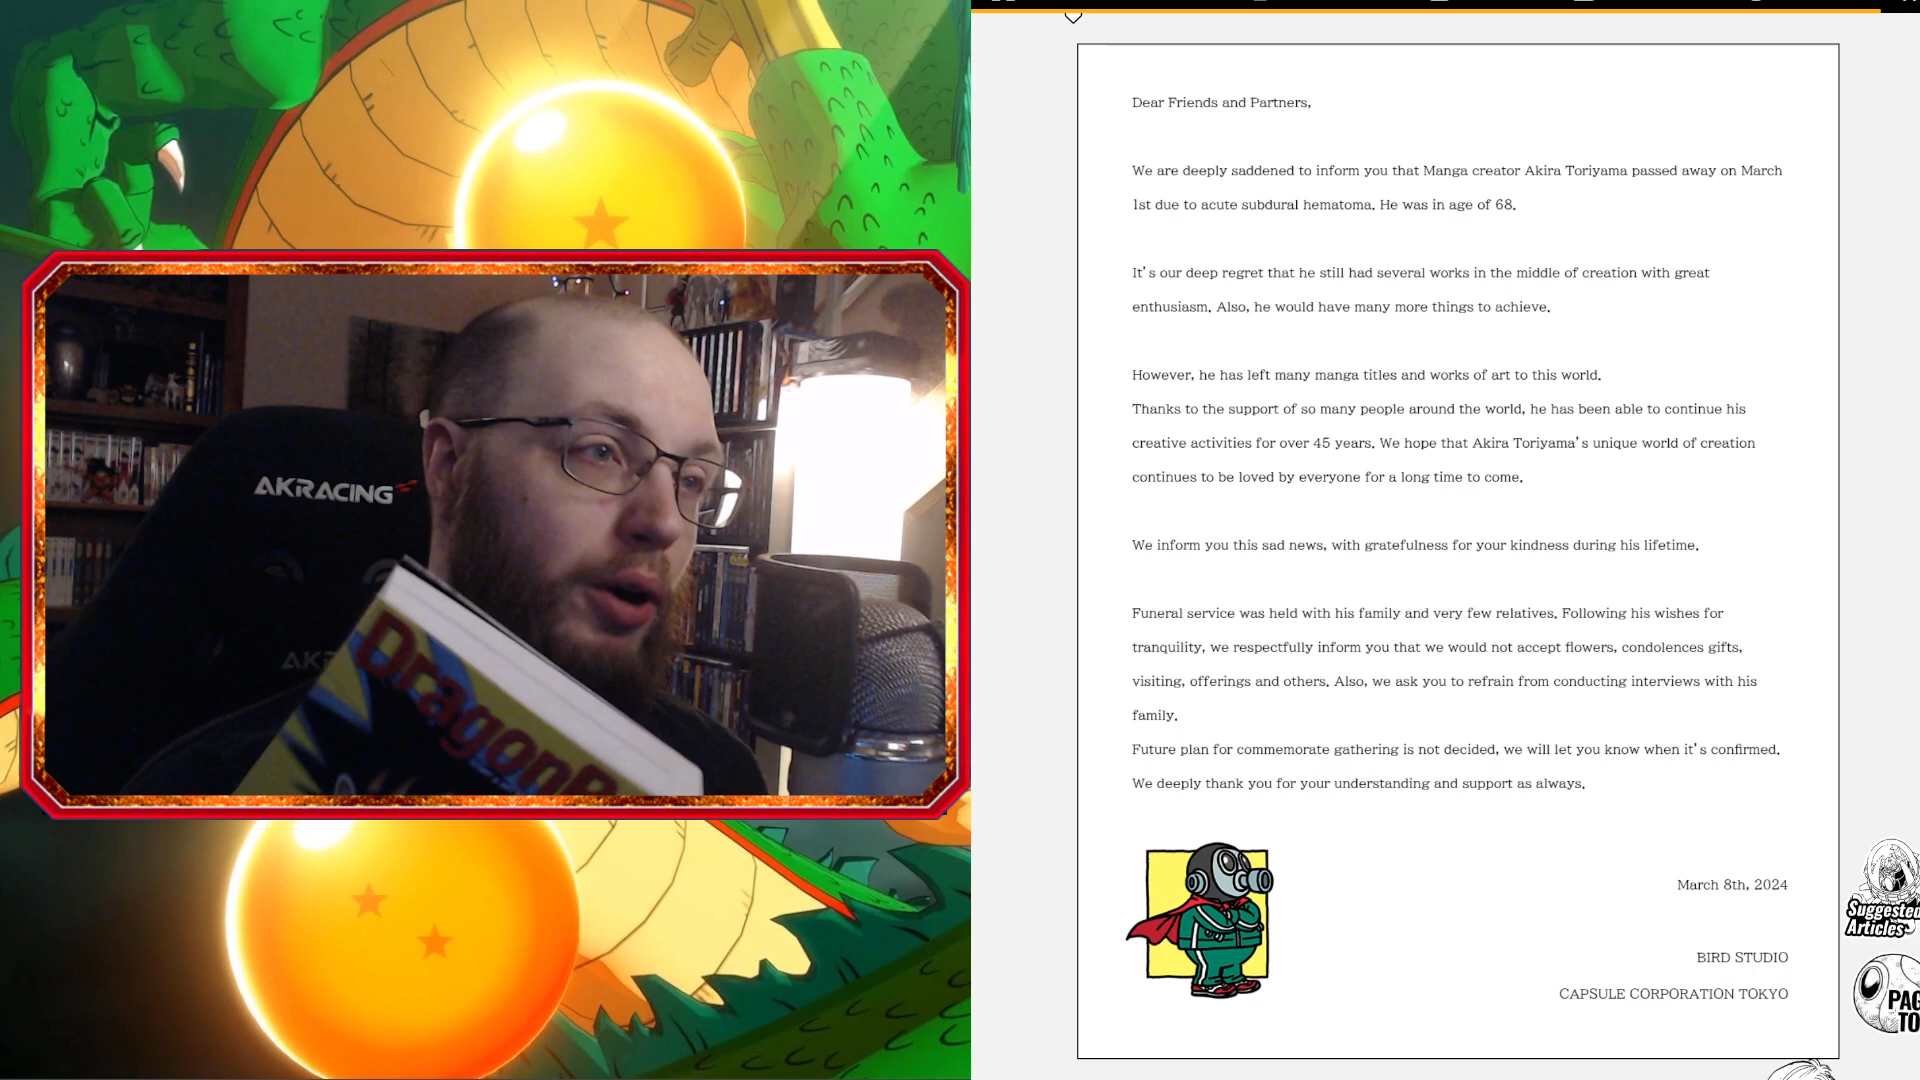 AKRACING
AK
DragonB
Dear Friends and Partners,
We are deeply saddened to inform you that Manga creator Akira Toriyama passed away on March
1st due to acute subdural hematoma. He was in age of 68.
It's our deep regret that he still had several works in the middle of creation with great
enthusiasm. Also, he would have many more things to achieve.
However, he has left many manga titles and works of art to this world.
Thanks to the support of so many people around the world, he has been able to continue his
creative activities for over 45 years. We hope that Akira Toriyama's unique world of creation
continues to be loved by everyone for a long time to come.
We inform you this sad news, with gratefulness for your kindness during his lifetime.
Funeral service was held with his family and very few relatives. Following his wishes for
tranquility, we respectfully inform you that we would not accept flowers, condolences gifts,
visiting, offerings and others. Also, we ask you to refrain from conducting interviews with his
family.
Future plan for commemorate gathering is not decided, we will let you know when it's confirmed.
We deeply thank you for your understanding and support as always.
March 8th, 2024
BIRD STUDIO
CAPSULE CORPORATION TOKYO
Suggested
Articles
PAG
TO